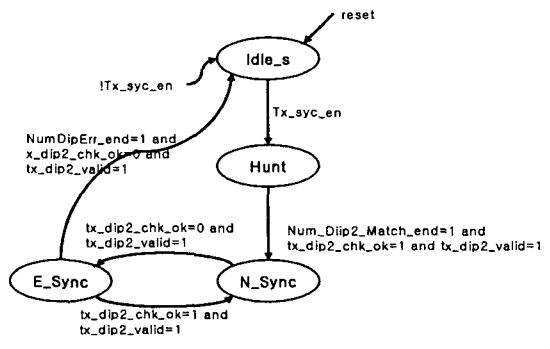 reset
Idle_s
!Tx_syc_en
Tx_syc_en
NumDipErr_end=1 and
x_dip2_chk_ok=0 and
tx_dip2_valid=1
Hunt
Num_Diip2_Match_end=1 and
tx_dip2_chk_ok=1 and tx_dip2_valid=1
tx_dip2_chk_ok=0 and
tx_dip2_valid=1
E_Sync
N_Sync
tx_dip2_chk_ok=1 and
tx_dip2_valid=1